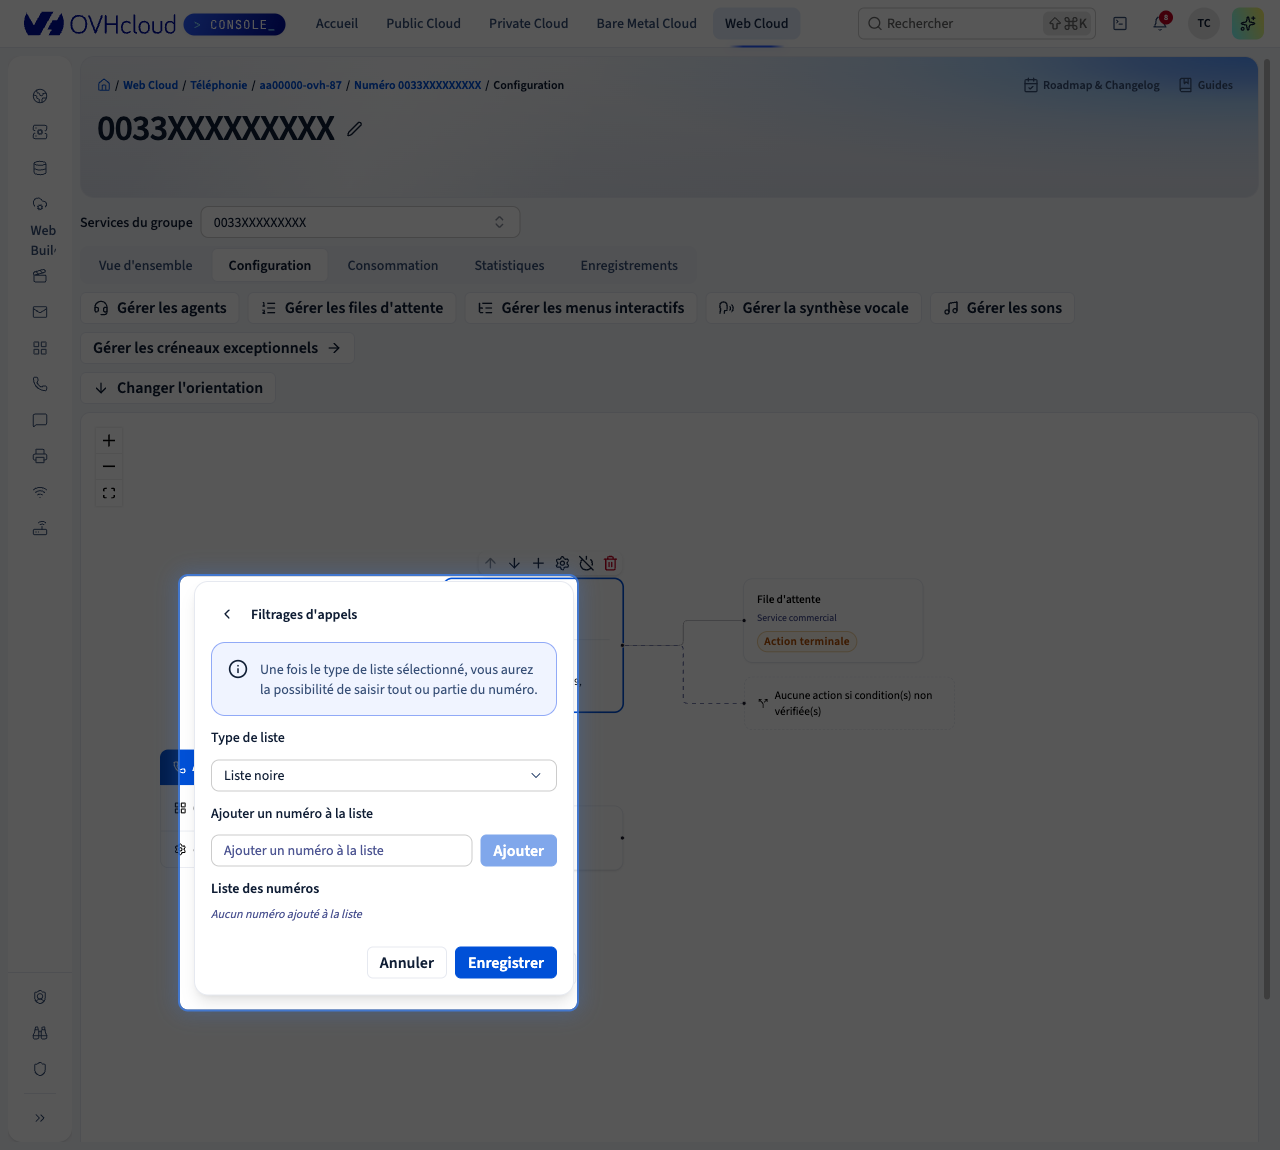 OVHcloud
> CONSOLE_
Accueil
Public Cloud
Private Cloud
Bare Metal Cloud
Web Cloud
Rechercher
⇧⌘K
8
TC
/ Web Cloud / Téléphonie / aa00000-ovh-87 / Numéro 0033XXXXXXXXX / Configuration
Roadmap & Changelog
Guides
0033XXXXXXXXX
Services du groupe
0033XXXXXXXXX
Web
Vue d'ensemble
Configuration
Consommation
Statistiques
Enregistrements
Gérer les agents
Gérer les files d'attente
Gérer les menus interactifs
Gérer la synthèse vocale
Gérer les sons
Gérer les créneaux exceptionnels
Changer l'orientation
File d'attente
Service commercial
Action terminale
Aucune action si condition(s) non
vérifiée(s)
Filtrages d'appels
Une fois le type de liste sélectionné, vous aurez
la possibilité de saisir tout ou partie du numéro.
Type de liste
Liste noire
Ajouter un numéro à la liste
Ajouter un numéro à la liste
Ajouter
Liste des numéros
Aucun numéro ajouté à la liste
Annuler
Enregistrer